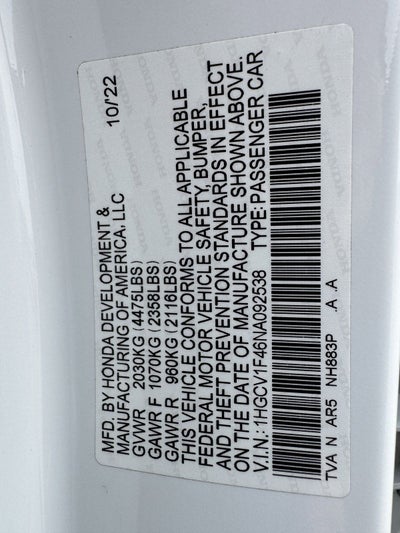 MFD. BY HONDA DEVELOPMENT & 10/'22
MANUFACTURING OF AMERICA, LLC
GVWR 2030KG (4475LBS)
GAWR F 1070KG (2358LBS)
GAWR R 960KG (2116LBS)
THIS VEHICLE CONFORMS TO ALL APPLICABLE
FEDERAL MOTOR VEHICLE SAFETY, BUMPER,
AND THEFT PREVENTION STANDARDS IN EFFECT
ON THE DATE OF MANUFACTURE SHOWN ABOVE.
V.I.N.: 1HGCV1F46NA092538 TYPE: PASSENGER CAR
TVA N AR5 NH883P .A .A